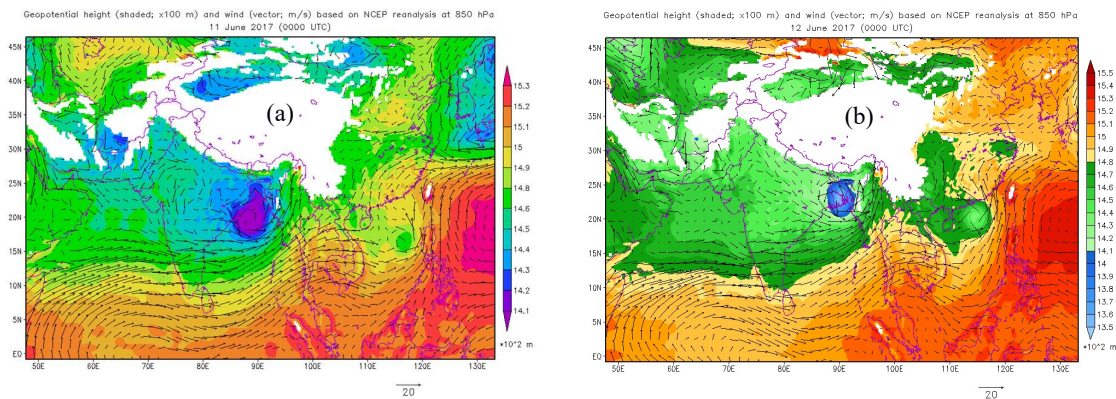 Geopotential height (shaded; x100 m) and wind (vector; m/s) based on NCEP reanalysis at 850 hPa
11 June 2017 (0000 UTC)
(a)
45N
40N
35N
30N
25N
20N
15N
10N
5N
EQ
50E 60E 70E 80E 90E 100E 110E 120E 130E
15.3
15.2
15.1
15
14.9
14.8
14.7
14.6
14.5
14.4
14.3
14.2
14.1
*10^2 m
20
Geopotential height (shaded; x100 m) and wind (vector; m/s) based on NCEP reanalysis at 850 hPa
12 June 2017 (0000 UTC)
(b)
45N
40N
35N
30N
25N
20N
15N
10N
5N
EQ
50E 60E 70E 80E 90E 100E 110E 120E 130E
15.5
15.4
15.3
15.2
15.1
15
14.9
14.8
14.7
14.6
14.5
14.4
14.3
14.2
14.1
14
13.9
13.8
13.7
13.6
13.5
*10^2 m
20